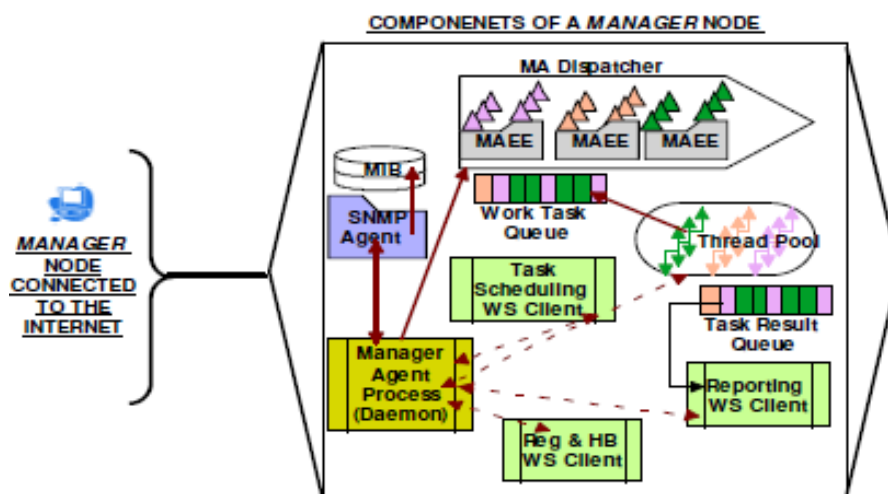 COMPONENETS OF A MANAGER NODE
MA Dispatcher
MAEE
MAEE
MAEE
MIB
SNMP
Agent
Work Task
Queue
Thread Pool
MANAGER
NODE
CONNECTED
TO THE
INTERNET
Task
Scheduling
WS Client
Task Result
Queue
Manager
Agent
Process
(Daemon)
Reporting
WS Client
Reg & HB
WS Client